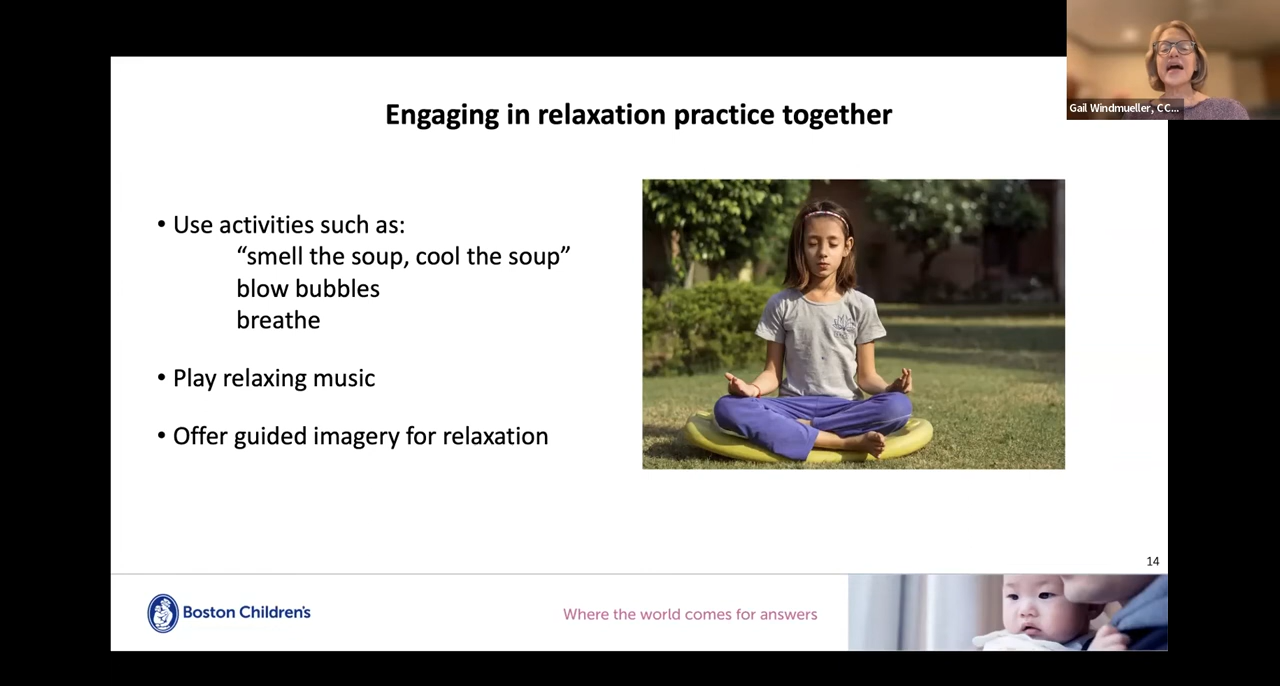 Gail Windmueller, CC...
Engaging in relaxation practice together
• Use activities such as:
“smell the soup, cool the soup”
blow bubbles
breathe
• Play relaxing music
• Offer guided imagery for relaxation
14
Boston Children's
Where the world comes for answers